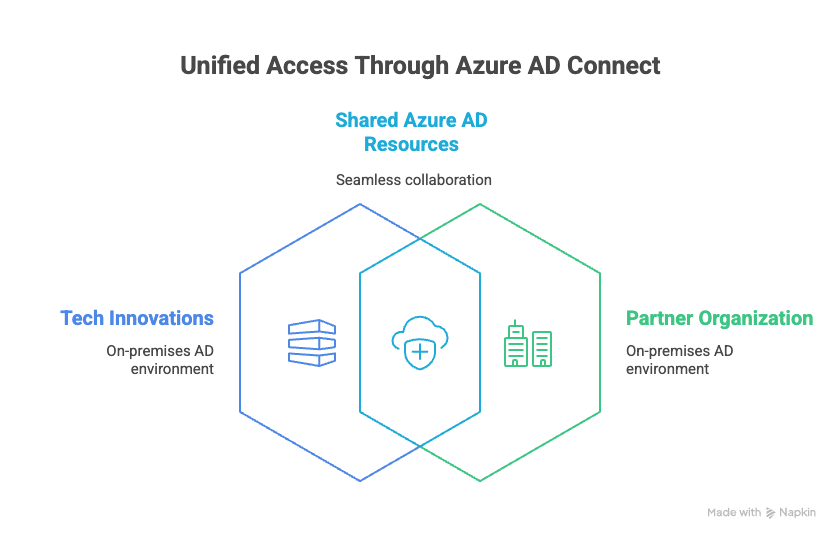 Unified Access Through Azure AD Connect
Shared Azure AD
Resources
Seamless collaboration
Tech Innovations
On-premises AD
environment
Partner Organization
On-premises AD
environment
Made with Napkin